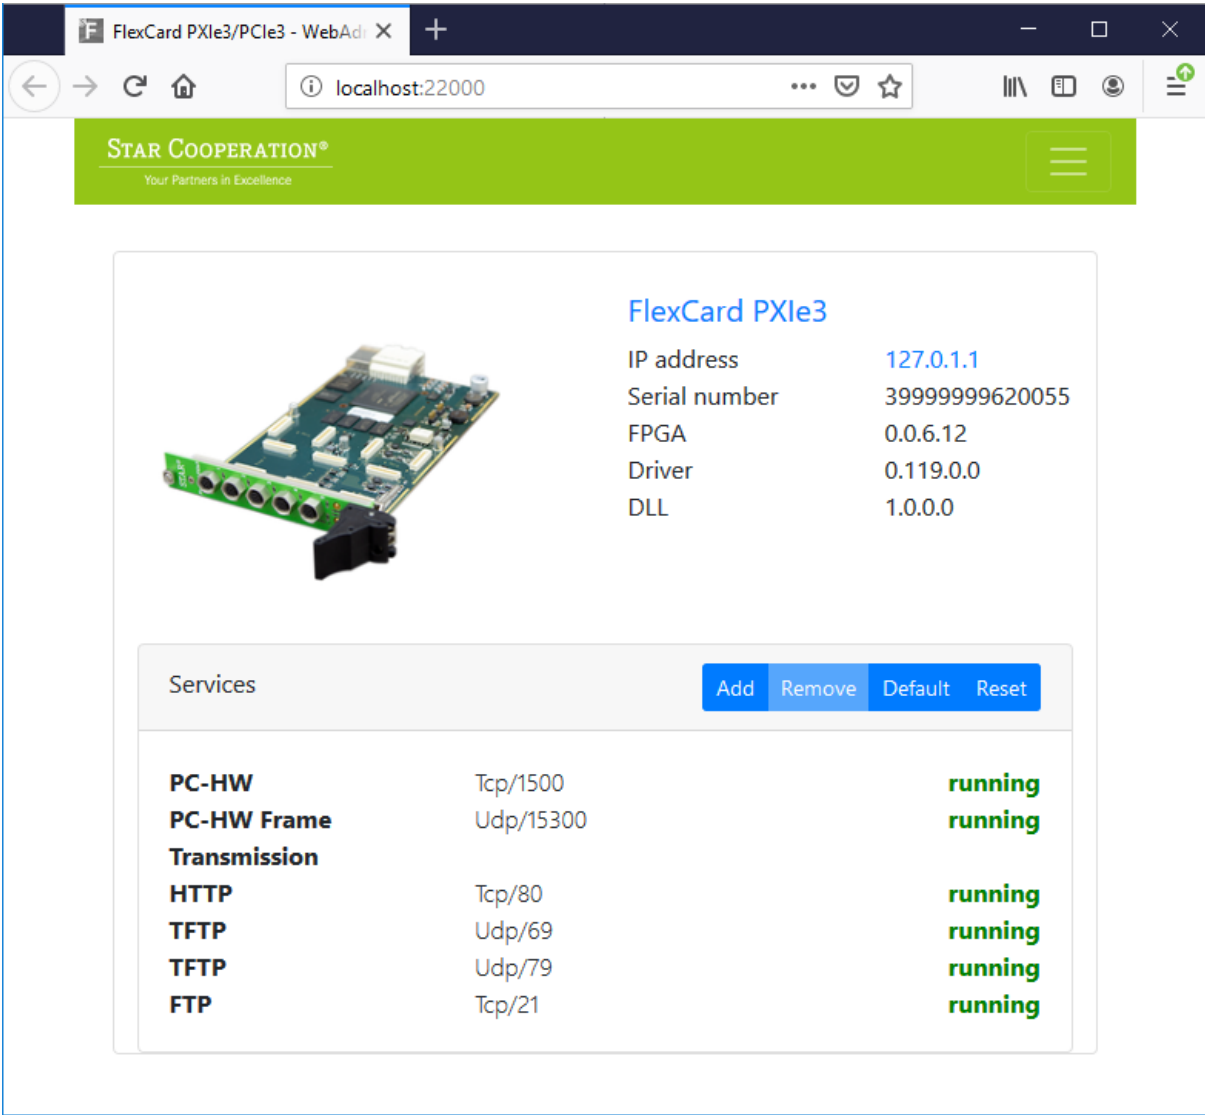 FlexCard PXIe3/PCIe3 - WebAd
localhost:22000
STAR COOPERATION®
Your Partners in Excellence
FlexCard PXIe3
IP address 127.0.1.1
Serial number 39999999620055
FPGA 0.0.6.12
Driver 0.119.0.0
DLL 1.0.0.0
STAR
Services Add Remove Default Reset
PC-HW Tcp/1500 running
PC-HW Frame Udp/15300 running
Transmission
HTTP Tcp/80 running
TFTP Udp/69 running
TFTP Udp/79 running
FTP Tcp/21 running